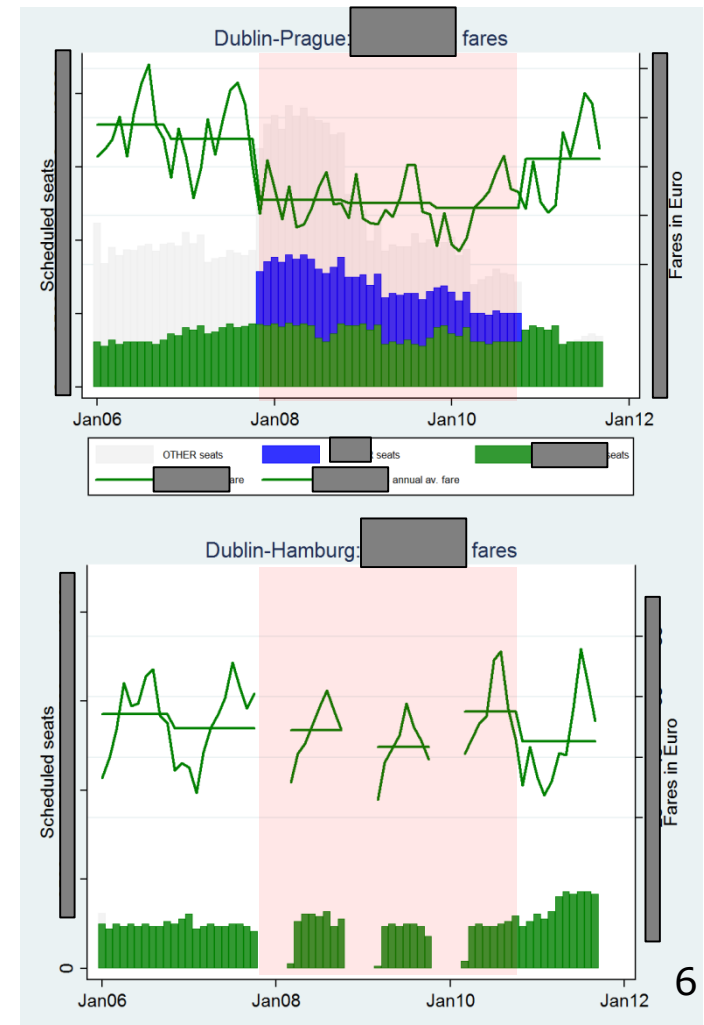 Dublin-Prague: fares
Scheduled seats
Fares in Euro
Jan06 Jan08 Jan10 Jan12
OTHER seats seats seats
annual av. fare
Dublin-Hamburg: fares
Scheduled seats
Fares in Euro
0
Jan06 Jan08 Jan10 Jan12
6